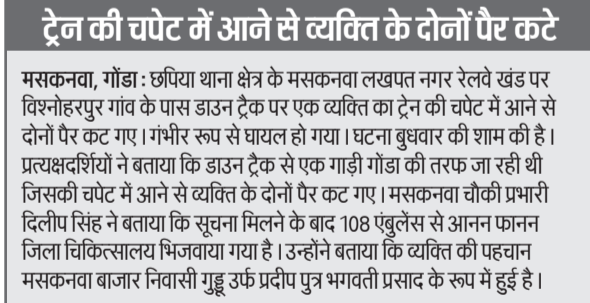 ट्रेन की चपेट में आने से व्यक्ति के दोनों पैर कटे
मसकनवा, गोंडा : छपिया थाना क्षेत्र के मसकनवा लखपत नगर रेलवे खंड पर
विश्नोहरपुर गांव के पास डाउन ट्रैक पर एक व्यक्ति का ट्रेन की चपेट में आने से
दोनों पैर कट गए । गंभीर रूप से घायल हो गया । घटना बुधवार की शाम की है ।
प्रत्यक्षदर्शियों ने बताया कि डाउन ट्रैक से एक गाड़ी गोंडा की तरफ जा रही थी
जिसकी चपेट में आने से व्यक्ति के दोनों पैर कट गए । मसकनवा चौकी प्रभारी
दिलीप सिंह ने बताया कि सूचना मिलने के बाद 108 एंबुलेंस से आनन फानन
जिला चिकित्सालय भिजवाया गया है । उन्होंने बताया कि व्यक्ति की पहचान
मसकनवा बाजार निवासी गुड्डू उर्फ प्रदीप पुत्र भगवती प्रसाद के रूप में हुई है ।